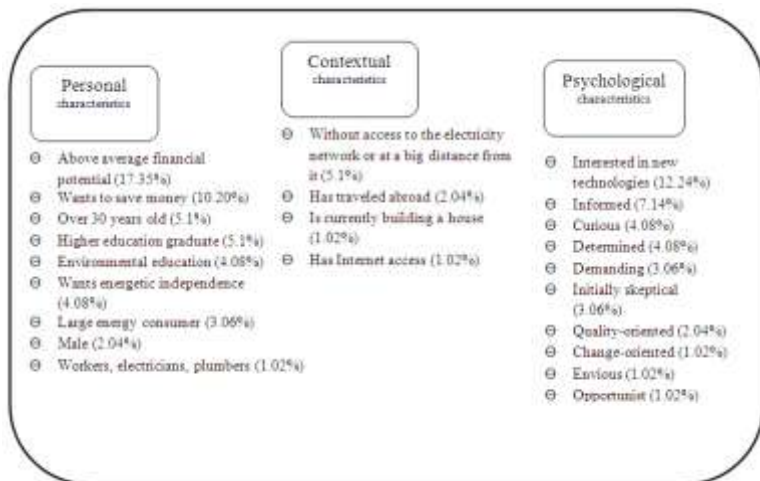 Personal
characteristics
Ѳ Above average financial
potential (17.35%)
Ѳ Wants to save money (10.20%)
Ѳ Over 30 years old (5.1%)
Ѳ Higher education graduate (5.1%)
Ѳ Environmental education (4.08%)
Ѳ Wants energetic independence
(4.08%)
Ѳ Large energy consumer (3.06%)
Ѳ Male (2.04%)
Ѳ Workers, electricians, plumbers (1.02%)
Contextual
characteristics
Ѳ Without access to the electricity
network or at a big distance from
it (5.1%)
Ѳ Has traveled abroad (2.04%)
Ѳ Is currently building a house
(1.02%)
Ѳ Has Internet access (1.02%)
Psychological
characteristics
Ѳ Interested in new
technologies (12.24%)
Ѳ Informed (7.14%)
Ѳ Curious (4.08%)
Ѳ Determined (4.08%)
Ѳ Demanding (3.06%)
Ѳ Initially skeptical
(3.06%)
Ѳ Quality-oriented (2.04%)
Ѳ Change-oriented (1.02%)
Ѳ Envious (1.02%)
Ѳ Opportunist (1.02%)